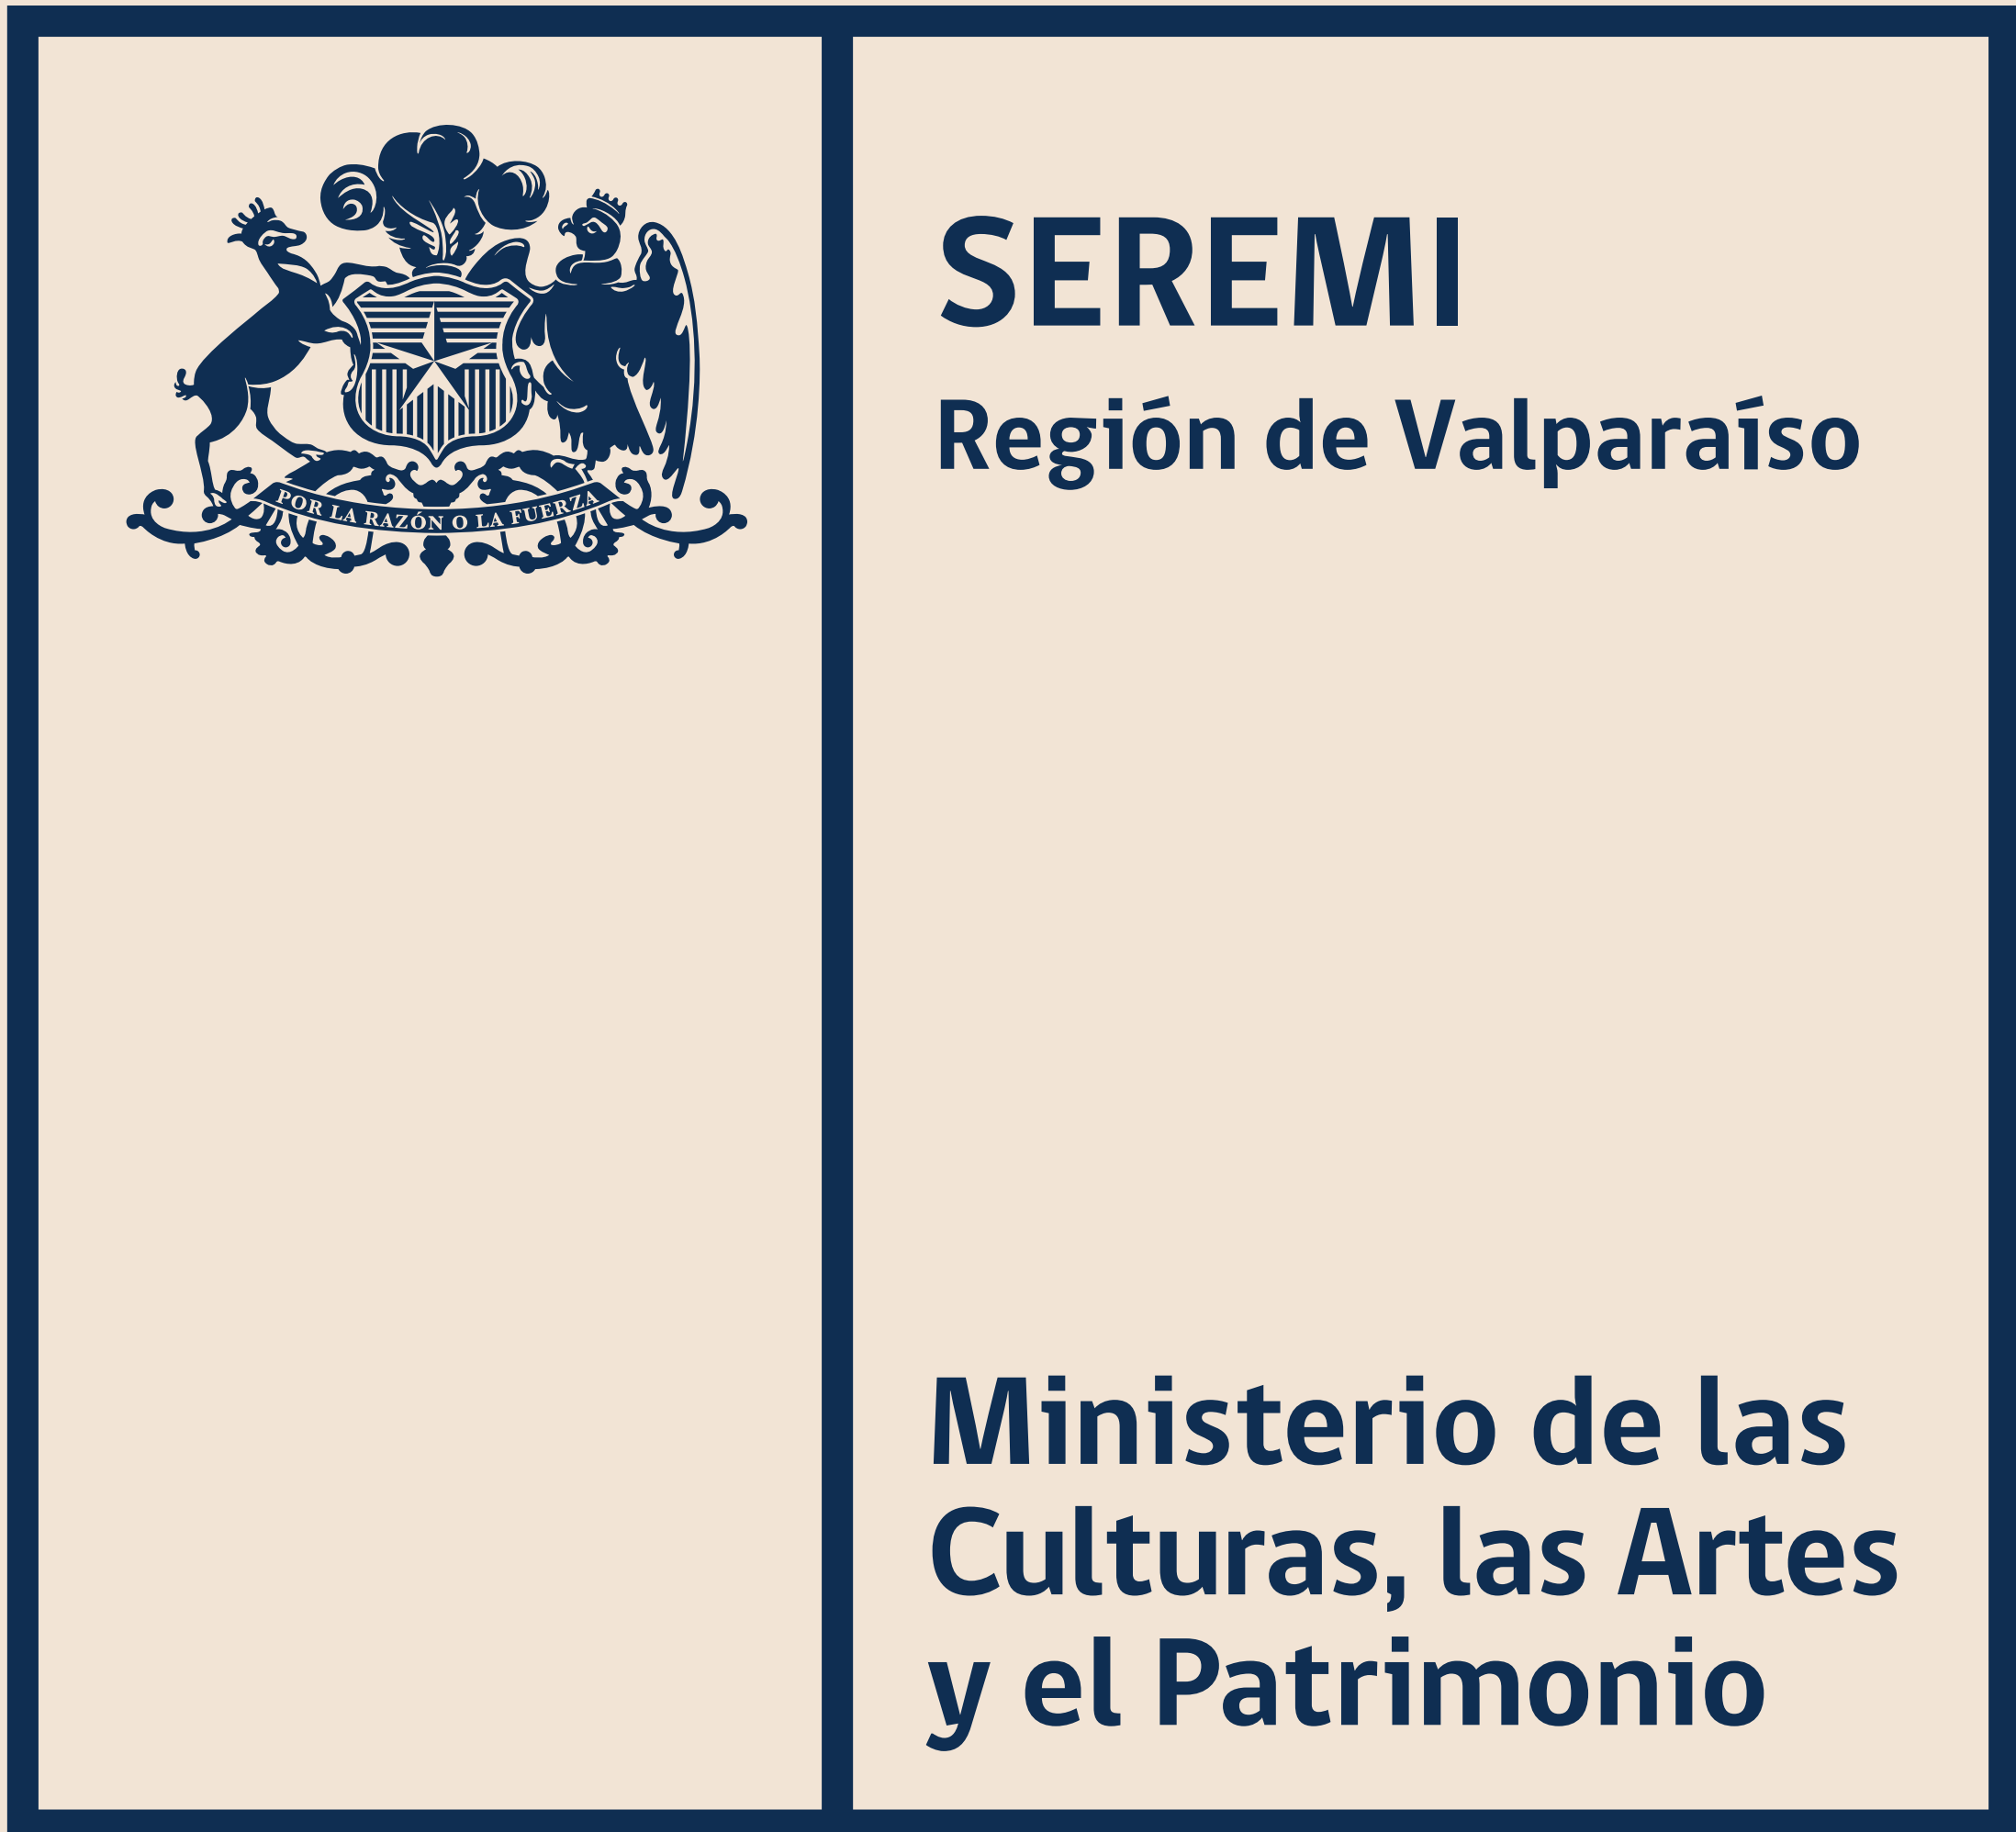 POR LA RAZÓN O LA FUERZA
SEREMI
Región de Valparaíso
Ministerio de las
Culturas, las Artes
y el Patrimonio